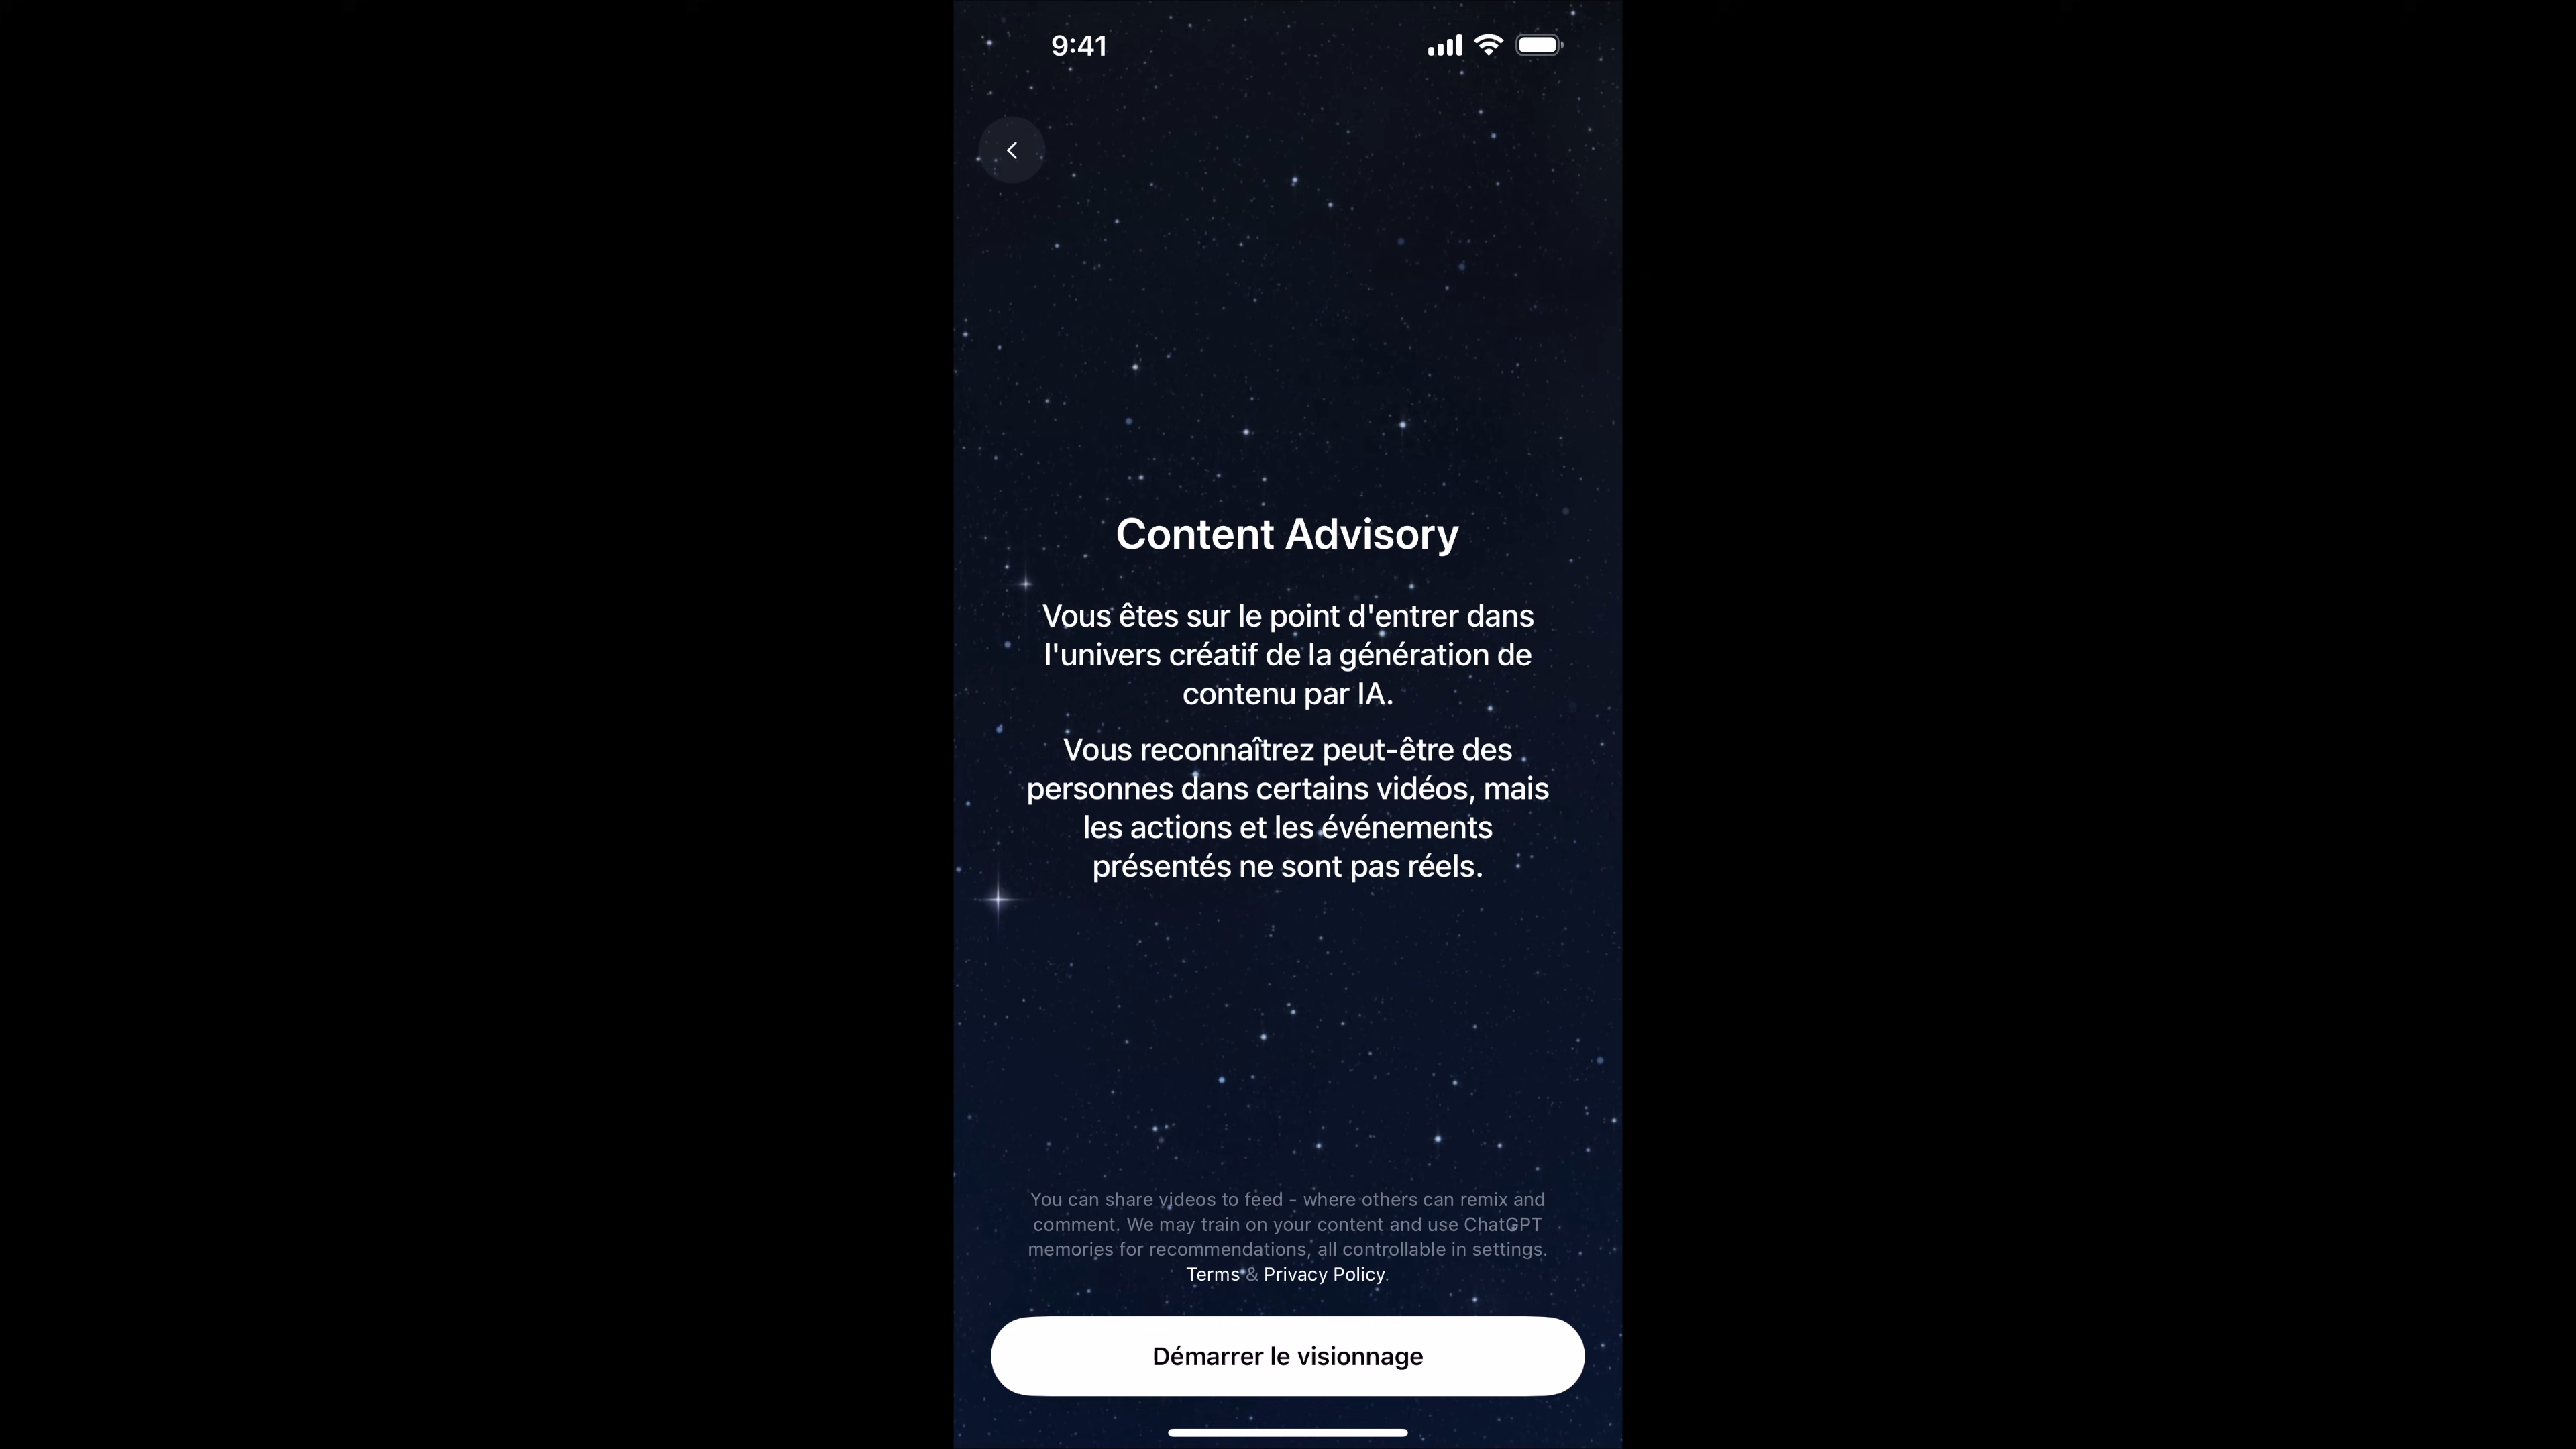 9:41
Content Advisory
Vous êtes sur le point d'entrer dans
l'univers créatif de la génération de
contenu par IA.
Vous reconnaîtrez peut-être des
personnes dans certains vidéos, mais
les actions et les événements
présentés ne sont pas réels.
You can share videos to feed - where others can remix and
comment. We may train on your content and use ChatGPT
memories for recommendations, all controllable in settings.
Terms & Privacy Policy.
Démarrer le visionnage